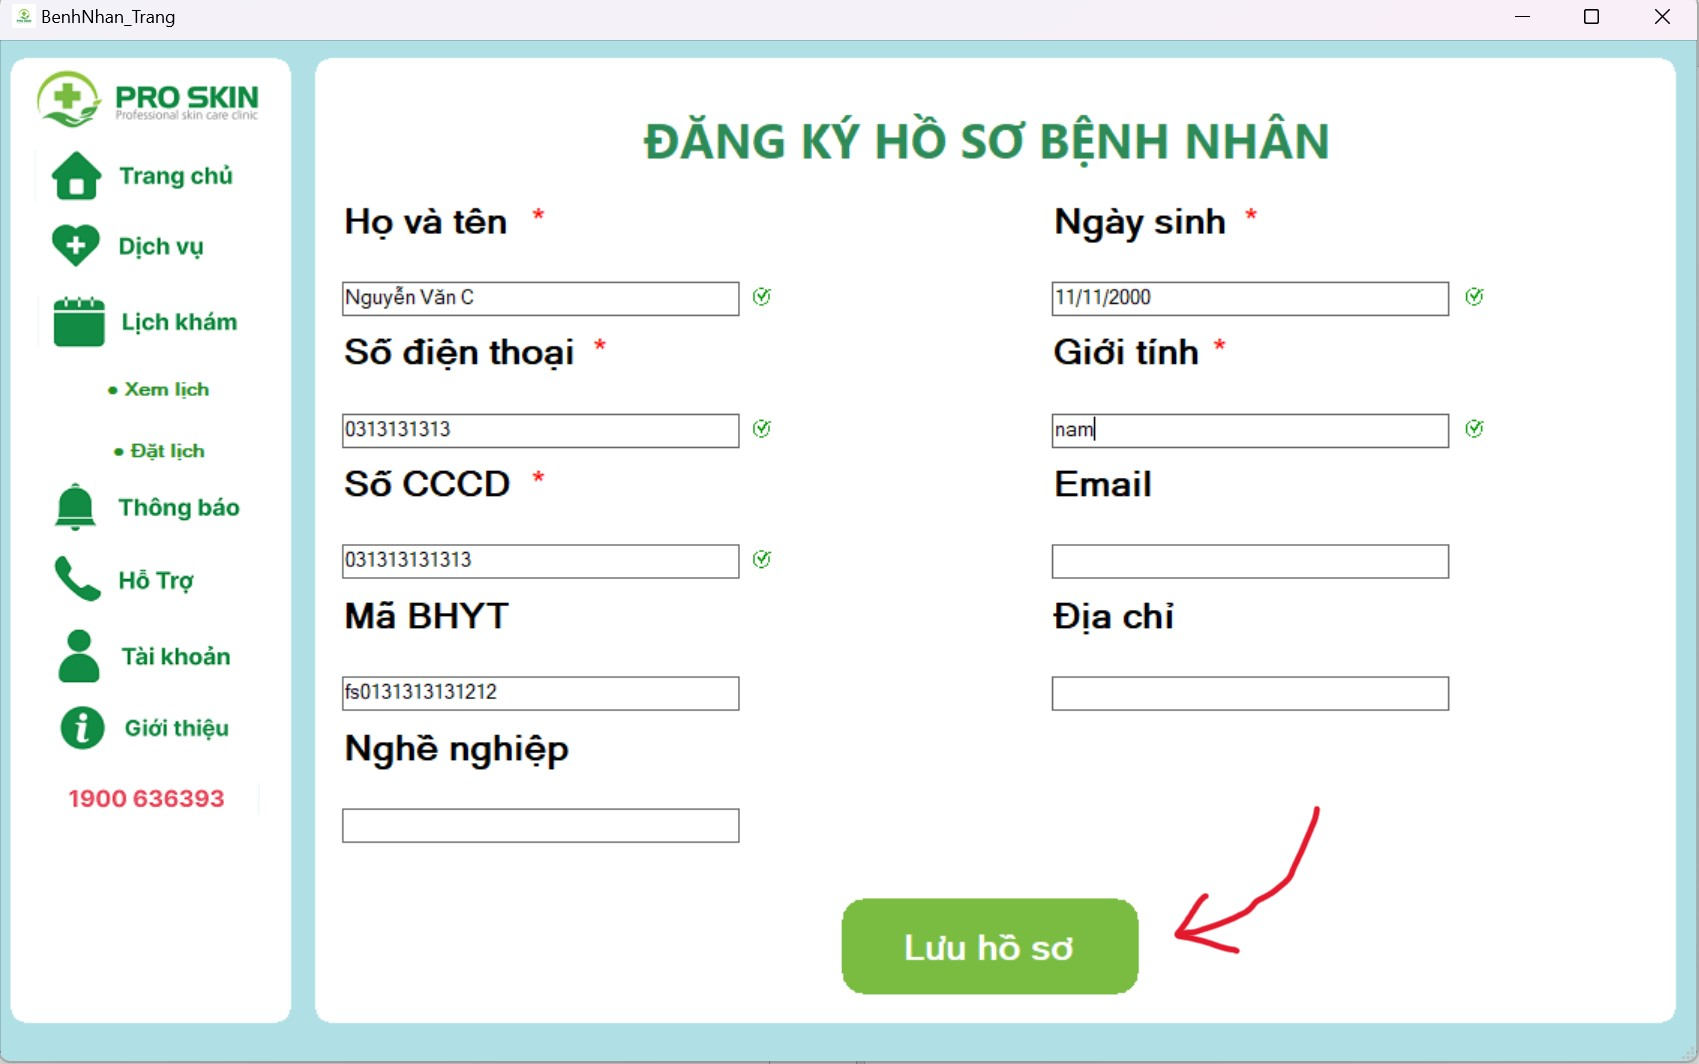 BenhNhan_Trang
PRO SKIN
Professional skin care clinic
Trang chủ
Dịch vụ
Lịch khám
• Xem lịch
• Đặt lịch
Thông báo
Hỗ Trợ
Tài khoản
Giới thiệu
1900 636393
ĐĂNG KÝ HỒ SƠ BỆNH NHÂN
Họ và tên *
Nguyễn Văn C
Ngày sinh *
11/11/2000
Số điện thoại *
0313131313
Giới tính *
nam
Số CCCD *
031313131313
Email
Mã BHYT
fs0131313131212
Địa chỉ
Nghề nghiệp
Lưu hồ sơ